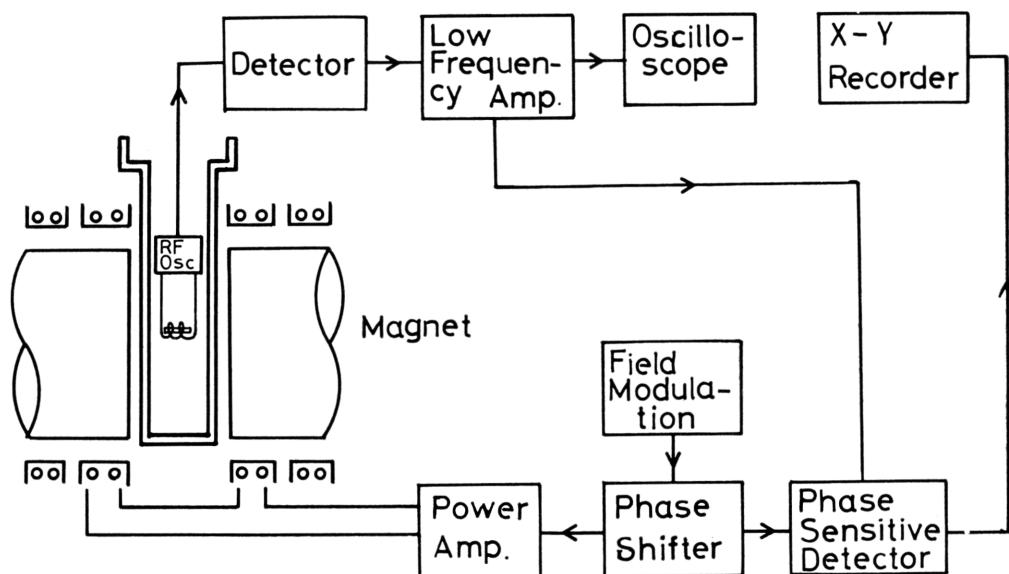 Detector
Low
Frequen-
cy Amp.
Oscillo-
scope
X-Y
Recorder
RF
Osc
Magnet
Field
Modula-
tion
Power
Amp.
Phase
Shifter
Phase
Sensitive
Detector